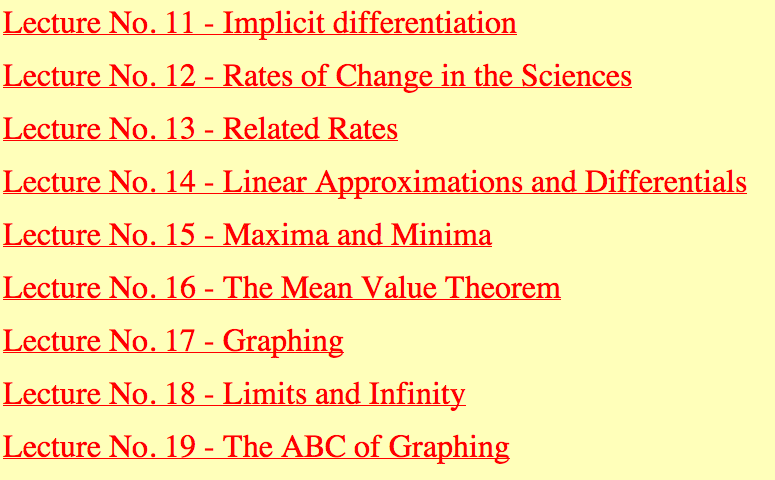 Lecture No. 11 - Implicit differentiation
Lecture No. 12 - Rates of Change in the Sciences
Lecture No. 13 - Related Rates
Lecture No. 14 - Linear Approximations and Differentials
Lecture No. 15 - Maxima and Minima
Lecture No. 16 - The Mean Value Theorem
Lecture No. 17 - Graphing
Lecture No. 18 - Limits and Infinity
Lecture No. 19 - The ABC of Graphing